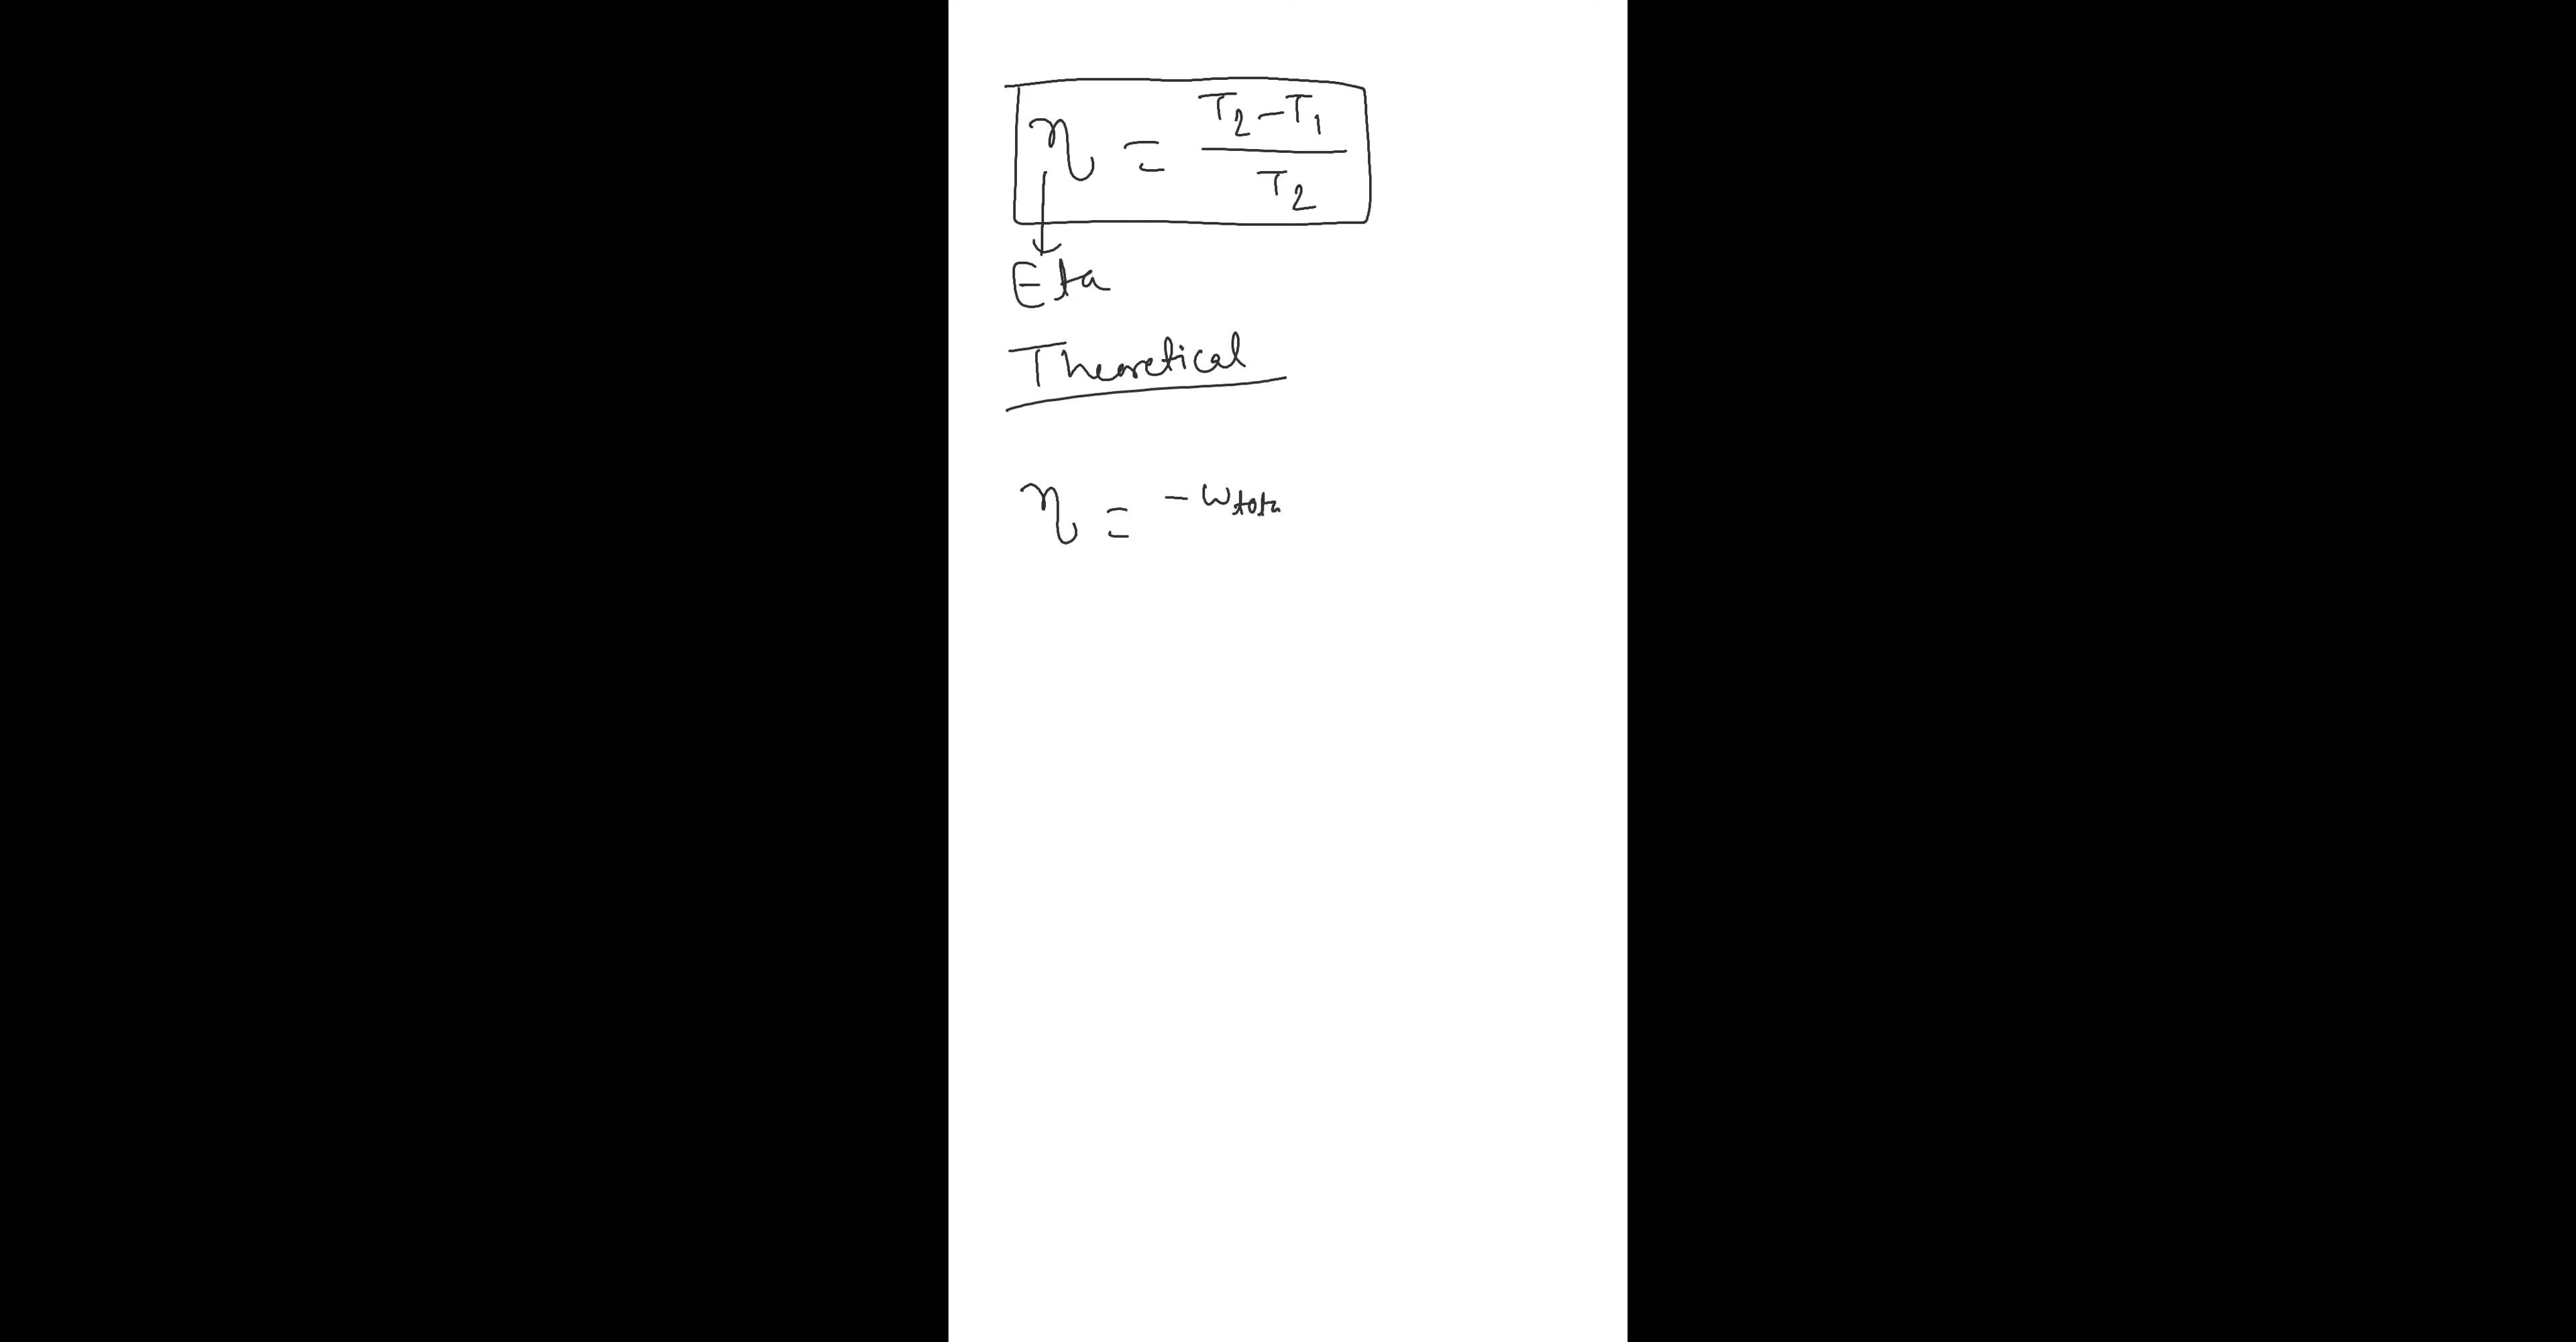 η = T₂-T₁ / T₂
Eta
Theoretical
η = -wtota